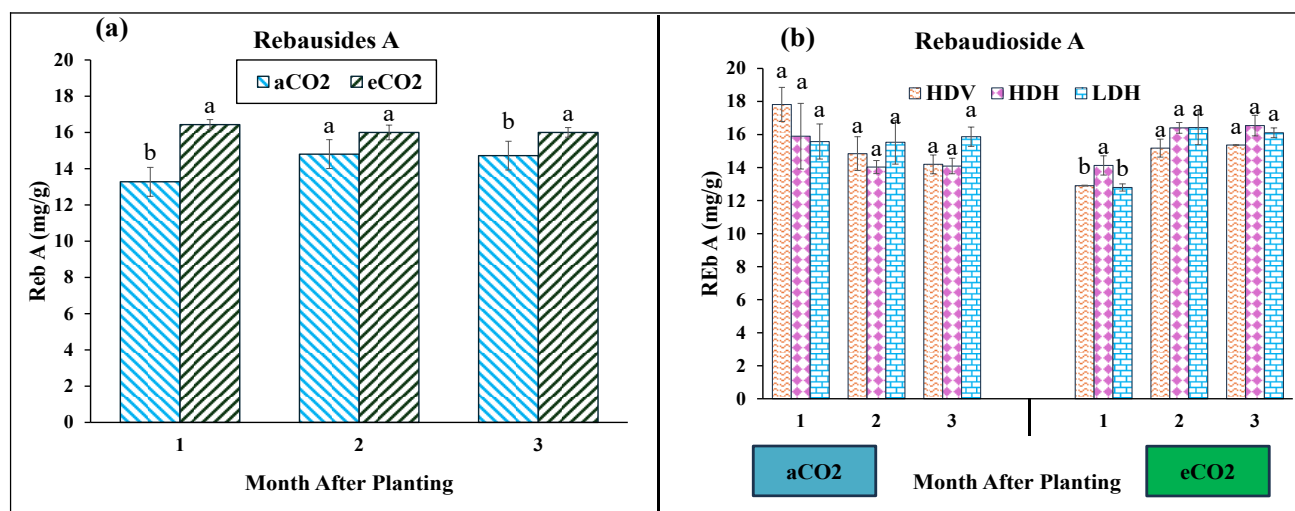 (a)
Rebausides A
aCO2 eCO2
20
18
16
14
12
10
8
6
4
2
0
Reb A (mg/g)
b a a a b a
1 2 3
Month After Planting
(b)
Rebaudioside A
HDV HDH LDH
20
18
16
14
12
10
8
6
4
2
0
REb A (mg/g)
a a a a a a a a a b a b a a a a a a
1 2 3 1 2 3
aCO2 Month After Planting eCO2